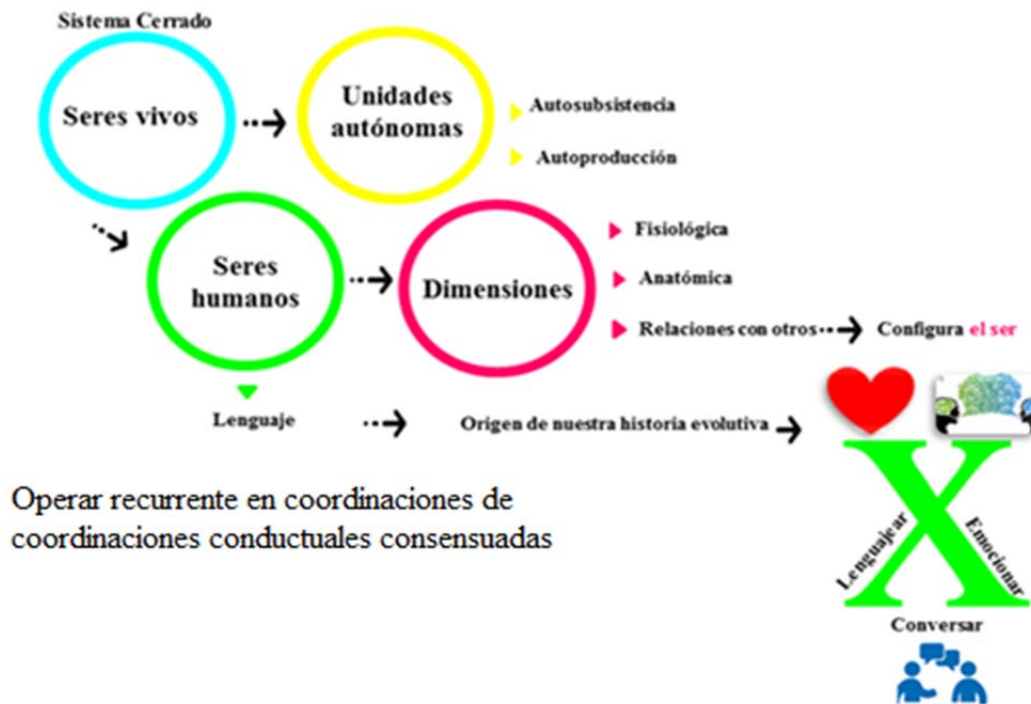 Sistema Cerrado
Seres vivos
Unidades
autónomas
Autosubsistencia
Autoproducción
Seres
humanos
Dimensiones
Fisiológica
Anatómica
Relaciones con otros
Configura el ser
Lenguaje
Origen de nuestra historia evolutiva
Operar recurrente en coordinaciones de
coordinaciones conductuales consensuadas
X
Lenguajear
Emocionar
Conversar